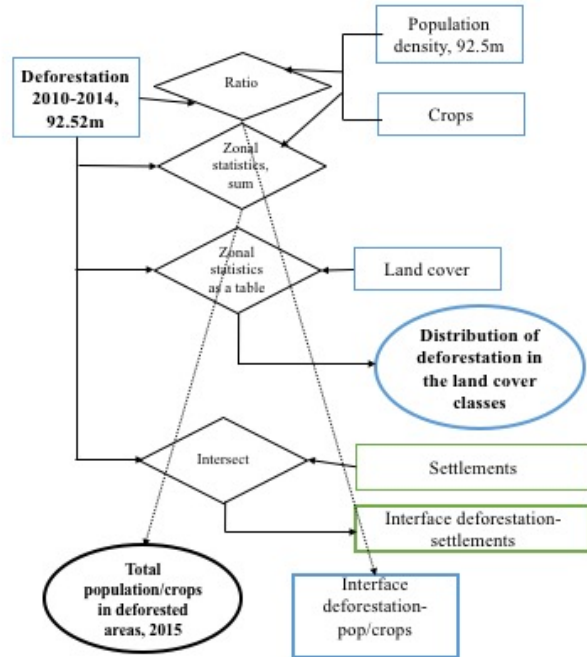 Population
density, 92.5m
Deforestation
2010-2014,
92.52m
Ratio
Crops
Zonal
statistics,
sum
Zonal
statistics
as a table
Land cover
Distribution of
deforestation in
the land cover
classes
Intersect
Settlements
Interface deforestation-
settlements
Total
population/crops
in deforested
areas, 2015
Interface
deforestation-
pop/crops